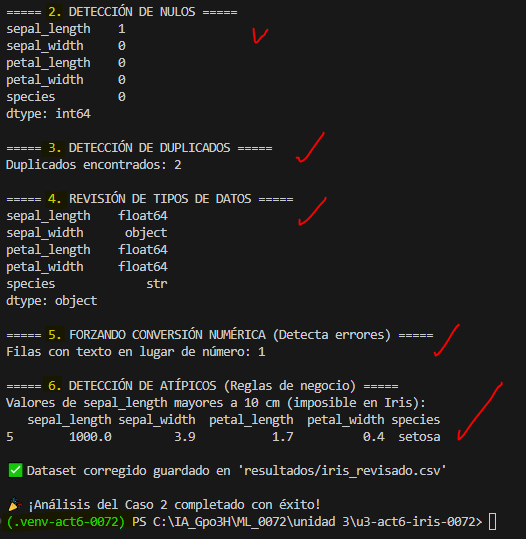 ===== 2. DETECCIÓN DE NULOS =====
sepal_length    1
sepal_width     0
petal_length    0
petal_width     0
species         0
dtype: int64
===== 3. DETECCIÓN DE DUPLICADOS =====
Duplicados encontrados: 2
===== 4. REVISIÓN DE TIPOS DE DATOS =====
sepal_length    float64
sepal_width      object
petal_length    float64
petal_width     float64
species             str
dtype: object
===== 5. FORZANDO CONVERSIÓN NUMÉRICA (Detecta errores) =====
Filas con texto en lugar de número: 1
===== 6. DETECCIÓN DE ATÍPICOS (Reglas de negocio) =====
Valores de sepal_length mayores a 10 cm (imposible en Iris):
   sepal_length sepal_width  petal_length  petal_width species
5        1000.0         3.9           1.7          0.4  setosa
✅ Dataset corregido guardado en 'resultados/iris_revisado.csv'
🎉 ¡Análisis del Caso 2 completado con éxito!
(.venv-act6-0072) PS C:\IA_Gpo3H\ML_0072\unidad 3\u3-act6-iris-0072>